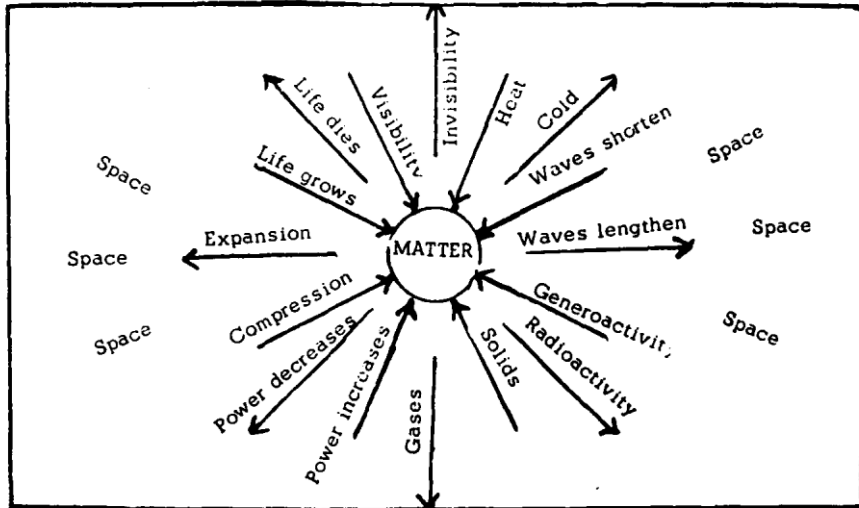 Invisibility
Life dies
Visibility
Heat
Cold
Life grows
Waves shorten
Space
Space
Expansion
MATTER
Waves lengthen
Space
Space
Compression
Generoactivity
Space
Space
Power decreases
Power increases
Gases
Solids
Radioactivity